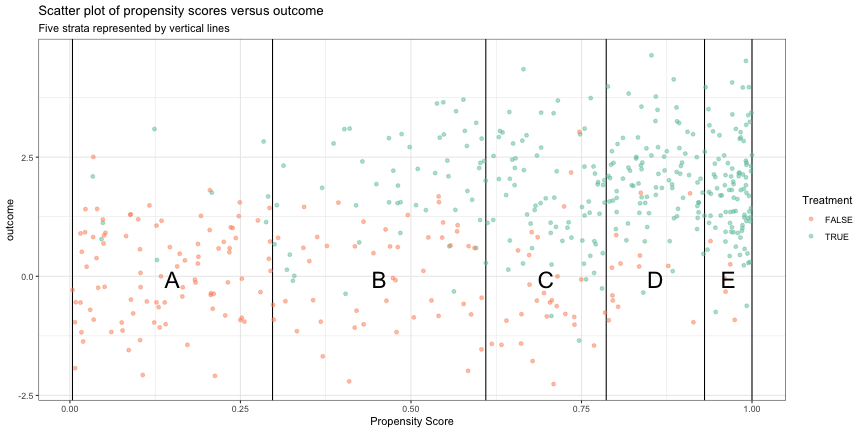 Scatter plot of propensity scores versus outcome
Five strata represented by vertical lines
outcome
2.5
0.0
-2.5
A
B
C
D
E
0.00
0.25
0.50
0.75
1.00
Propensity Score
Treatment
FALSE
TRUE